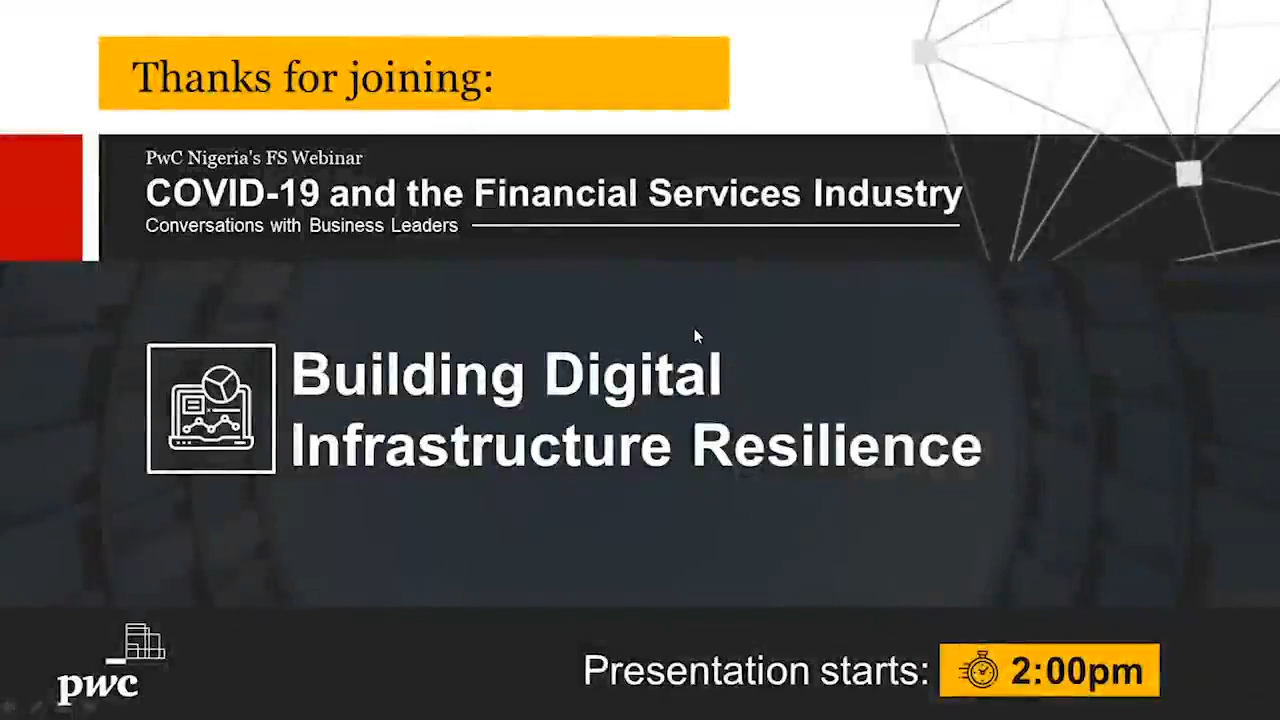 Thanks for joining:
PwC Nigeria's FS Webinar
COVID-19 and the Financial Services Industry
Conversations with Business Leaders
Building Digital
Infrastructure Resilience
pwc
Presentation starts: 2:00pm